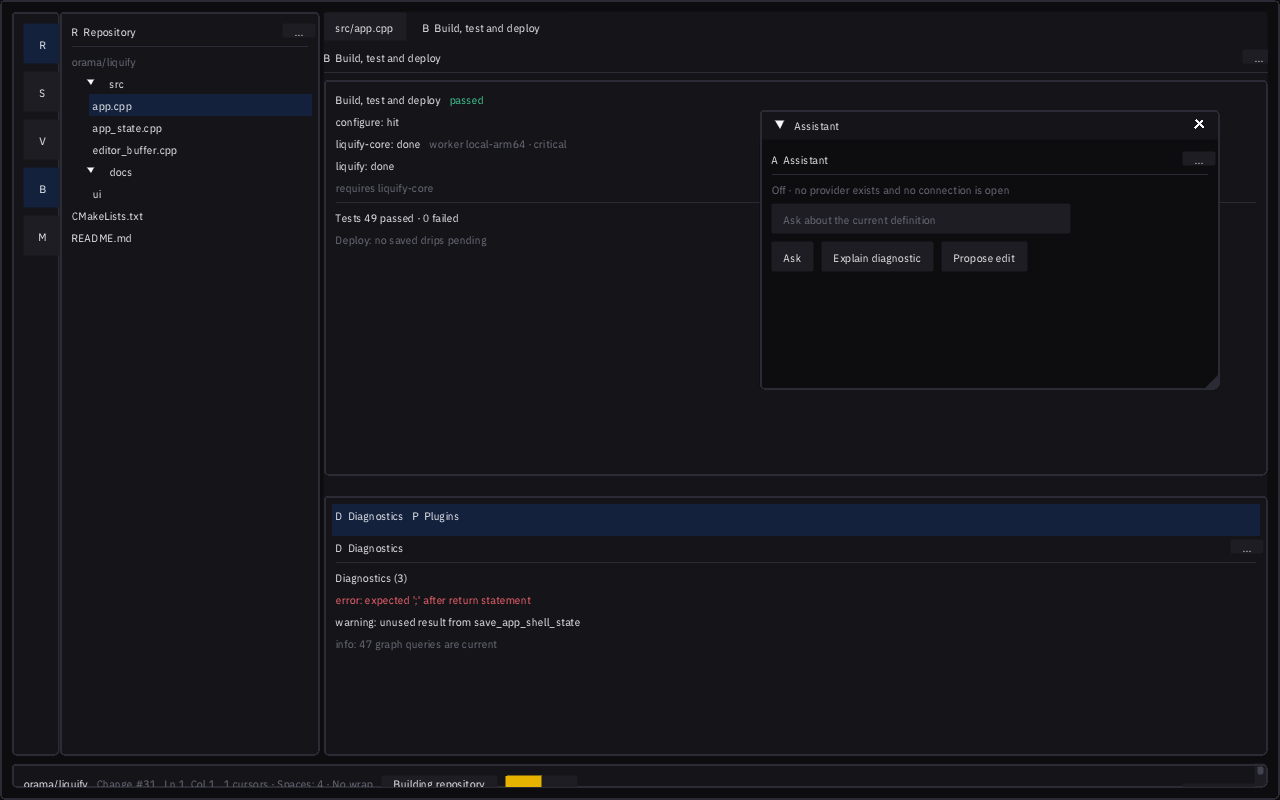 R
S
V
B
M
R Repository
...
orama/liquify
src
app.cpp
app_state.cpp
editor_buffer.cpp
docs
ui
CMakeLists.txt
README.md
src/app.cpp B Build, test and deploy
B Build, test and deploy ...
Build, test and deploy passed
configure: hit
liquify-core: done worker local-arm64 · critical
liquify: done
requires liquify-core
Tests 49 passed · 0 failed
Deploy: no saved drips pending
Assistant
A Assistant ...
Off · no provider exists and no connection is open
Ask about the current definition
Ask Explain diagnostic Propose edit
D Diagnostics P Plugins
D Diagnostics ...
Diagnostics (3)
error: expected ';' after return statement
warning: unused result from save_app_shell_state
info: 47 graph queries are current
orama/liquify Change #31 Ln 1, Col 1 1 cursors · Spaces: 4 · No wrap Building repository